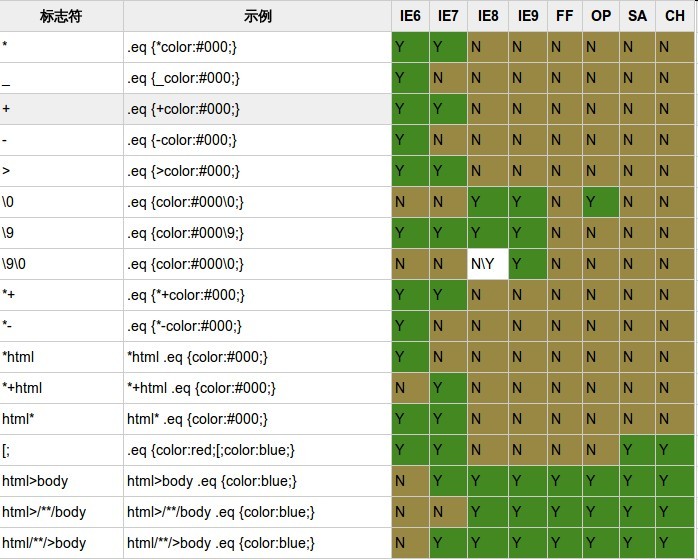 标志符 示例 IE6 IE7 IE8 IE9 FF OP SA CH
* .eq {*color:#000;} Y Y N N N N N N
_ .eq {_color:#000;} Y N N N N N N N
+ .eq {+color:#000;} Y Y N N N N N N
- .eq {-color:#000;} Y N N N N N N N
> .eq {>color:#000;} Y Y N N N N N N
\0 .eq {color:#000\0;} N N Y Y N Y N N
\9 .eq {color:#000\9;} Y Y Y Y N N N N
\9\0 .eq {color:#000\0;} N N N\Y Y N N N N
*+ .eq {*+color:#000;} Y Y N N N N N N
*- .eq {*-color:#000;} Y N N N N N N N
*html *html .eq {color:#000;} Y N N N N N N N
*+html *+html .eq {color:#000;} N Y N N N N N N
html* html* .eq {color:#000;} Y Y N N N N N N
[; .eq {color:red;[;color:blue;} Y Y N N N N Y Y
html>body html>body .eq {color:blue;} N Y Y Y Y Y Y Y
html>/**/body html>/**/body .eq {color:blue;} N N Y Y Y Y Y Y
html/**/>body html/**/>body .eq {color:blue;} N Y Y Y Y Y Y Y